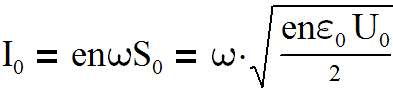 I₀ = enωS₀ = ω·√(enε₀U₀/2)